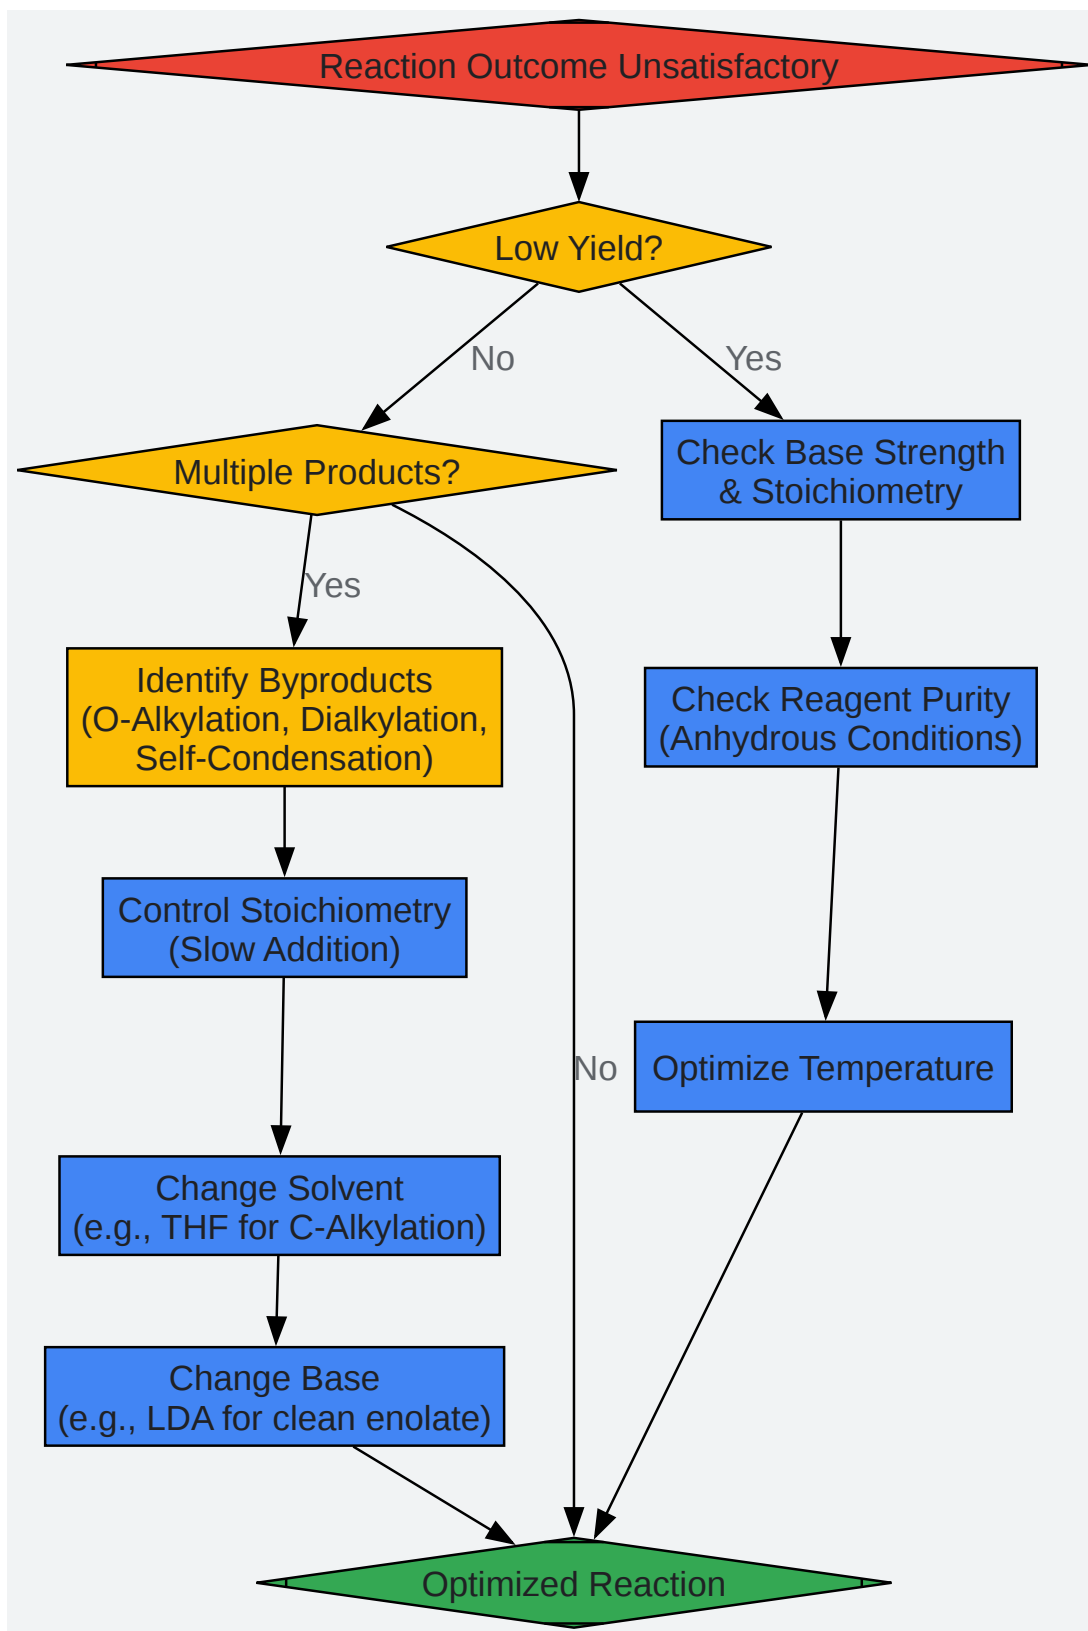 Reaction Outcome Unsatisfactory
Low Yield?
No
Yes
Multiple Products?
Check Base Strength
& Stoichiometry
Yes
Identify Byproducts
(O-Alkylation, Dialkylation,
Self-Condensation)
Check Reagent Purity
(Anhydrous Conditions)
Control Stoichiometry
(Slow Addition)
No
Optimize Temperature
Change Solvent
(e.g., THF for C-Alkylation)
Change Base
(e.g., LDA for clean enolate)
Optimized Reaction